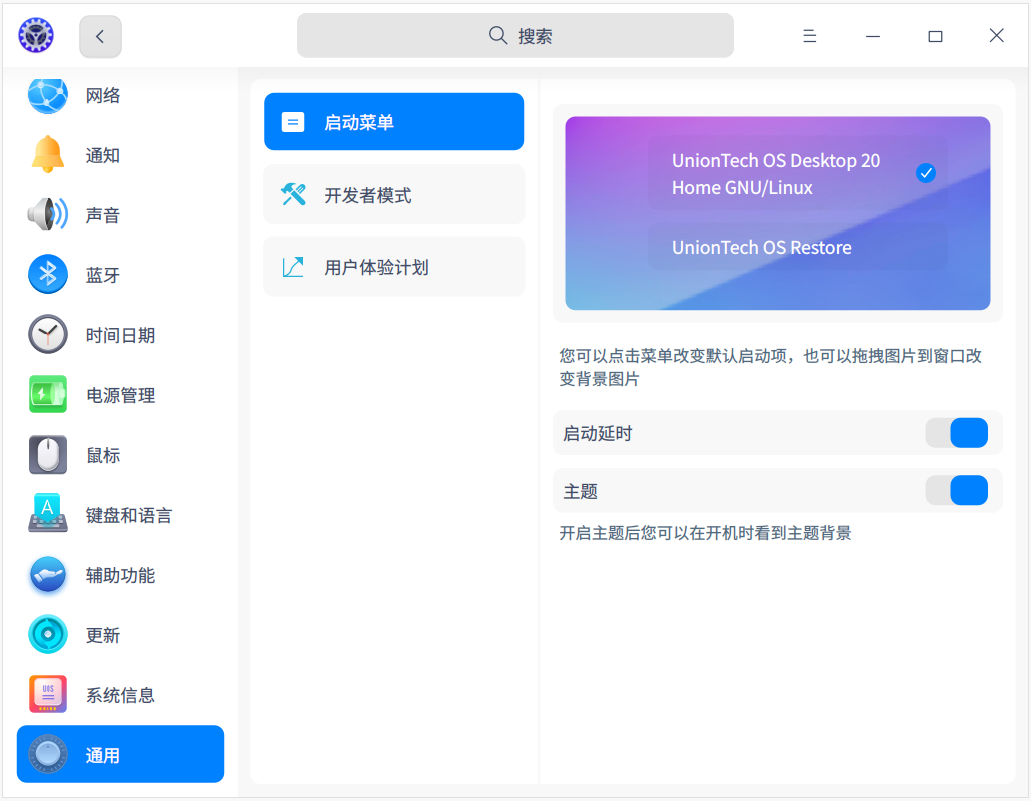 搜索
网络
通知
声音
蓝牙
时间日期
电源管理
鼠标
键盘和语言
辅助功能
更新
系统信息
通用
启动菜单
开发者模式
用户体验计划
UnionTech OS Desktop 20
Home GNU/Linux
UnionTech OS Restore
您可以点击菜单改变默认启动项，也可以拖拽图片到窗口改
变背景图片
启动延时
主题
开启主题后您可以在开机时看到主题背景